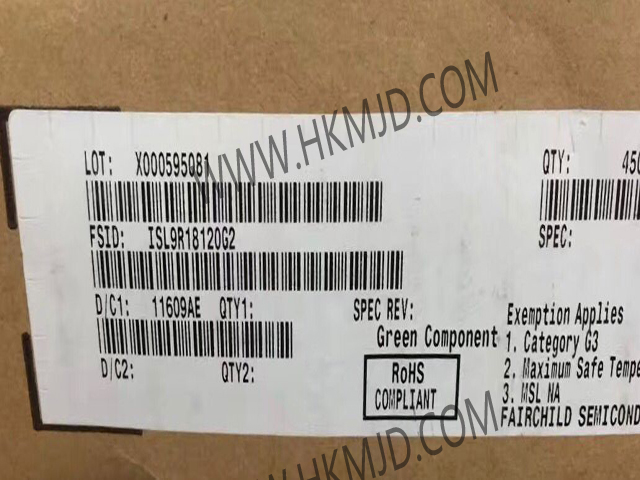 WWW.HKMJD.COM
LOT: X000595081
QTY: 450
FSID: ISL9R18120G2
SPEC:
D/C1: 11609AE QTY1:
SPEC REV:
Green Component
Exemption Applies
1. Category G3
D/C2: QTY2:
RoHS
COMPLIANT
2. Maximum Safe Tempe
3. MSL NA
FAIRCHILD SEMICOND
WWW.HKMJD.COM